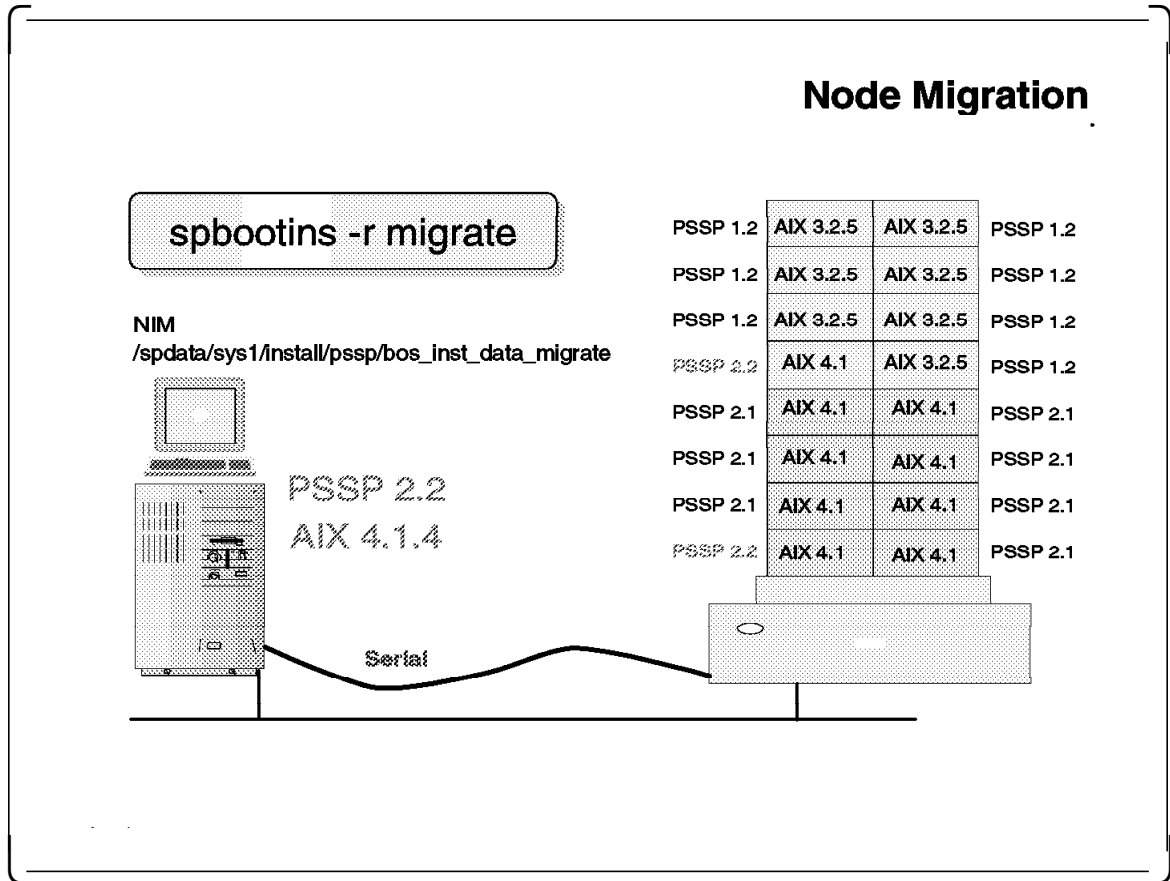 Node Migration
spbootins -r migrate
NIM
/spdata/sys1/install/pssp/bos_inst_data_migrate
PSSP 2.2
AIX 4.1.4
Serial
PSSP 1.2 AIX 3.2.5 AIX 3.2.5 PSSP 1.2
PSSP 1.2 AIX 3.2.5 AIX 3.2.5 PSSP 1.2
PSSP 1.2 AIX 3.2.5 AIX 3.2.5 PSSP 1.2
PSSP 2.2 AIX 4.1 AIX 3.2.5 PSSP 1.2
PSSP 2.1 AIX 4.1 AIX 4.1 PSSP 2.1
PSSP 2.1 AIX 4.1 AIX 4.1 PSSP 2.1
PSSP 2.1 AIX 4.1 AIX 4.1 PSSP 2.1
PSSP 2.2 AIX 4.1 AIX 4.1 PSSP 2.1